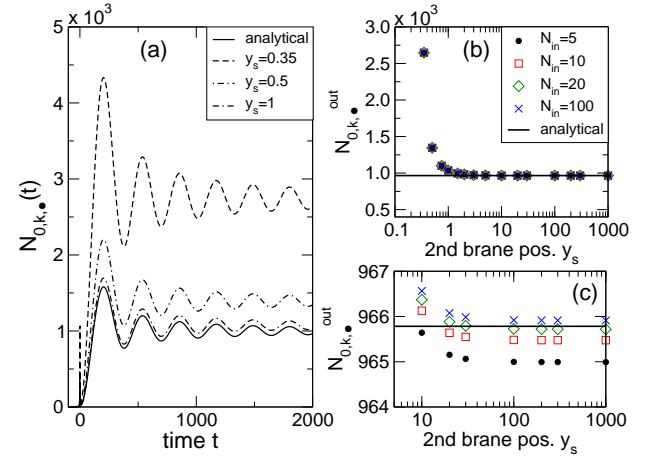 5 x 10³
4
3
2
1
0
0 1000 2000
time t
N0,k,•(t)
(a)
analytical
ys=0.35
ys=0.5
ys=1
3.0 x 10³
2.5
2.0
1.5
1.0
0.1 1 10 100 1000
2nd brane pos. ys
N0,k,•out
(b)
Nin=5
Nin=10
Nin=20
Nin=100
analytical
967
966
965
964
10 100 1000
2nd brane pos. ys
N0,k,•out
(c)